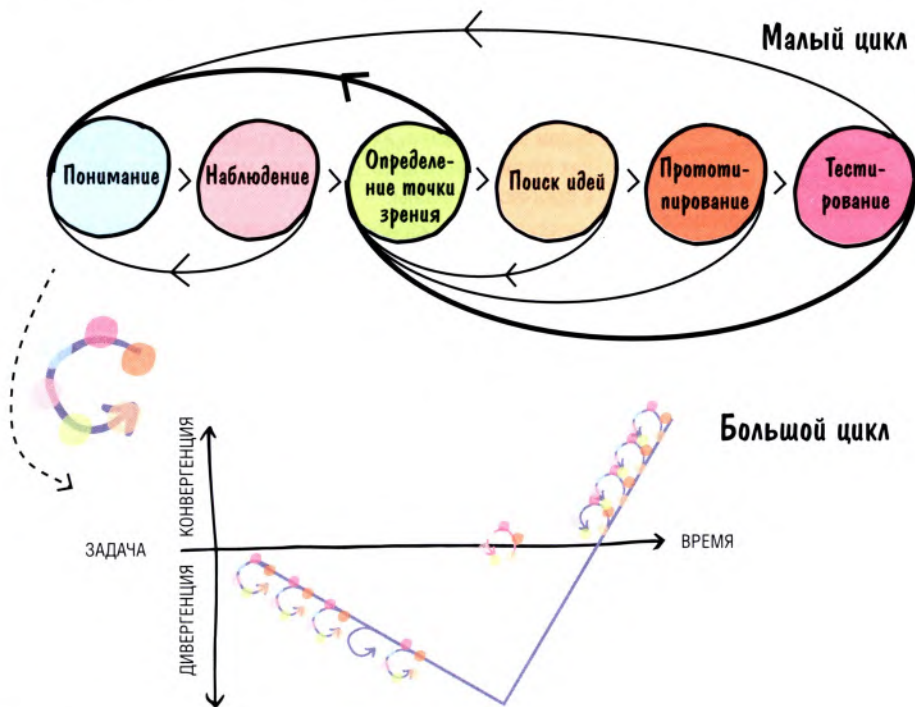 Малый цикл
Понимание
>
Наблюдение
>
Определе-
ние точки
зрения
>
Поиск идей
>
Прототи-
пирование
>
Тести-
рование
Большой цикл
КОНВЕРГЕНЦИЯ
ЗАДАЧА
ВРЕМЯ
ДИВЕРГЕНЦИЯ